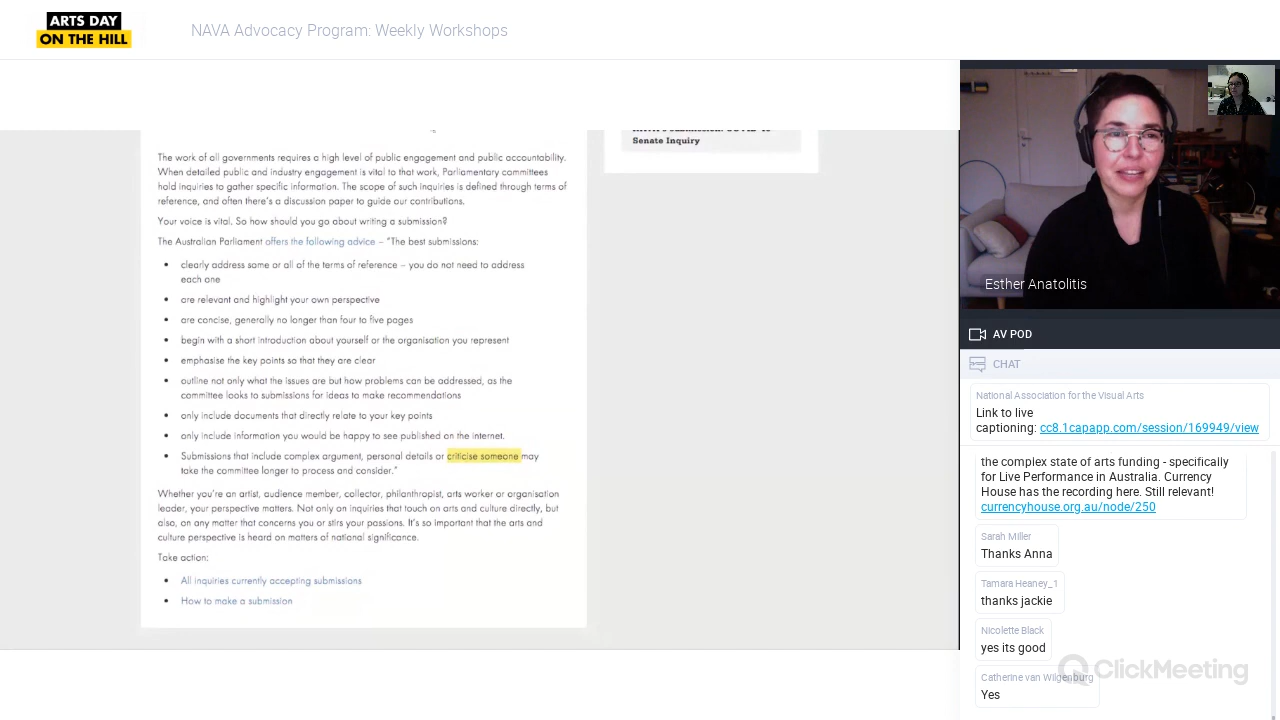 ARTS DAY
ON THE HILL
NAVA Advocacy Program: Weekly Workshops
Senate Inquiry
The work of all governments requires a high level of public engagement and public accountability.
When detailed public and industry engagement is vital to that work, Parliamentary committees
hold inquiries to gather specific information. The scope of such inquiries is defined through terms of
reference, and often there's a discussion paper to guide our contributions.
Your voice is vital. So how should you go about writing a submission?
The Australian Parliament offers the following advice – "The best submissions:
• clearly address some or all of the terms of reference – you do not need to address
each one
• are relevant and highlight your own perspective
• are concise, generally no longer than four to five pages
• begin with a short introduction about yourself or the organisation you represent
• emphasise the key points so that they are clear
• outline not only what the issues are but how problems can be addressed, as the
committee looks to submissions for ideas to make recommendations
• only include documents that directly relate to your key points
• only include information you would be happy to see published on the internet.
• Submissions that include complex argument, personal details or criticise someone may
take the committee longer to process and consider."
Whether you're an artist, audience member, collector, philanthropist, arts worker or organisation
leader, your perspective matters. Not only on inquiries that touch on arts and culture directly, but
also, on any matter that concerns you or stirs your passions. It's so important that the arts and
culture perspective is heard on matters of national significance.
Take action:
• All inquiries currently accepting submissions
• How to make a submission
Esther Anatolitis
AV POD
CHAT
National Association for the Visual Arts
Link to live
captioning: cc8.1capapp.com/session/169949/view
the complex state of arts funding - specifically
for Live Performance in Australia. Currency
House has the recording here. Still relevant!
currencyhouse.org.au/node/250
Sarah Miller
Thanks Anna
Tamara Heaney_1
thanks jackie
Nicolette Black
yes its good
Catherine van Wilgenburg
Yes
ClickMeeting